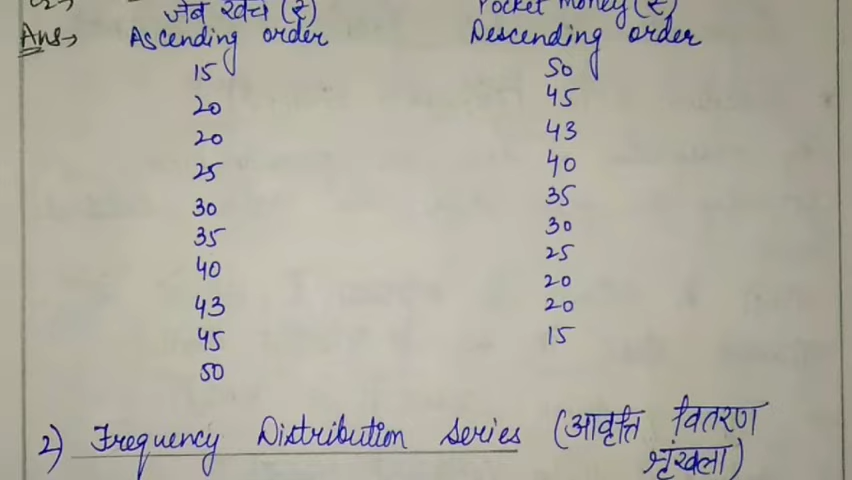 जेब खर्च (₹) Pocket Money (₹)
Ans→ Ascending order Descending order
15 50
20 45
20 43
25 40
30 35
35 30
40 25
43 20
45 20
50 15
2) Frequency Distribution Series (आवृत्ति वितरण
श्रृंखला)